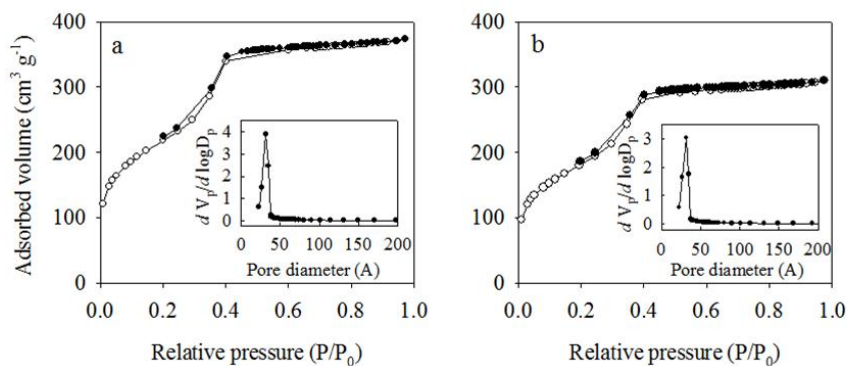 a
Adsorbed volume (cm³ g⁻¹)
400
300
200
100
0
0.0 0.2 0.4 0.6 0.8 1.0
Relative pressure (P/P₀)
d Vₚ/d logDₚ
4
3
2
1
0
0 50 100 150 200
Pore diameter (A)
b
400
300
200
100
0
0.0 0.2 0.4 0.6 0.8 1.0
Relative pressure (P/P₀)
d Vₚ/d logDₚ
3
2
1
0
0 50 100 150 200
Pore diameter (A)